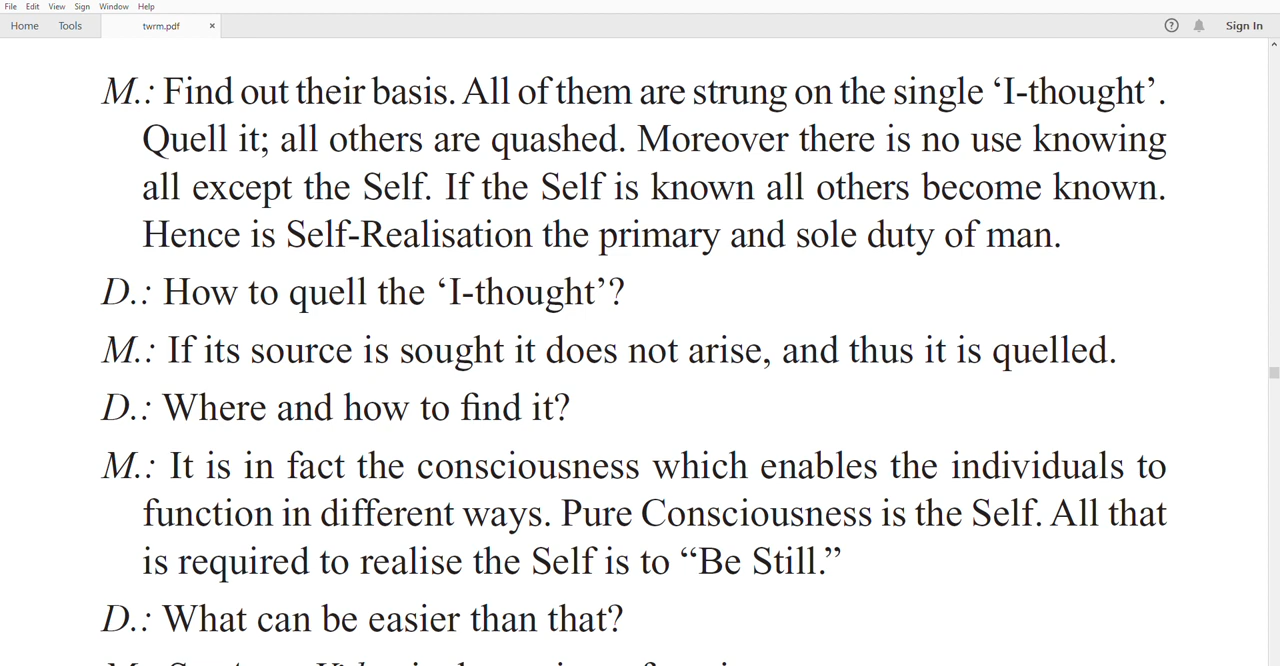 File Edit View Sign Window Help
Home Tools twrm.pdf × Sign In
M.: Find out their basis. All of them are strung on the single ‘I-thought’.
Quell it; all others are quashed. Moreover there is no use knowing
all except the Self. If the Self is known all others become known.
Hence is Self-Realisation the primary and sole duty of man.
D.: How to quell the ‘I-thought’?
M.: If its source is sought it does not arise, and thus it is quelled.
D.: Where and how to find it?
M.: It is in fact the consciousness which enables the individuals to
function in different ways. Pure Consciousness is the Self. All that
is required to realise the Self is to “Be Still.”
D.: What can be easier than that?